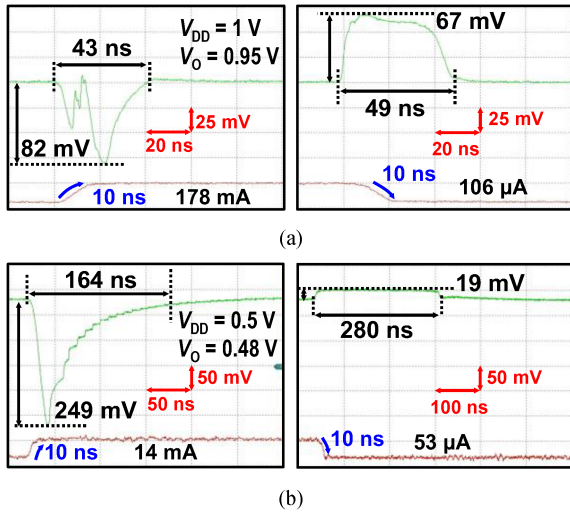 43 ns
V_DD = 1 V
V_O = 0.95 V
25 mV
20 ns
82 mV
10 ns
178 mA
67 mV
49 ns
25 mV
20 ns
10 ns
106 µA
(a)
164 ns
V_DD = 0.5 V
V_O = 0.48 V
50 mV
50 ns
249 mV
10 ns
14 mA
19 mV
280 ns
50 mV
100 ns
10 ns
53 µA
(b)